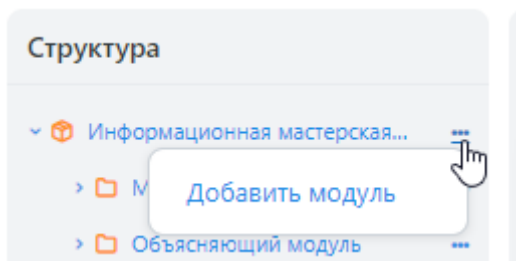 Структура
Информационная мастерская...
М
Добавить модуль
Объясняющий модуль